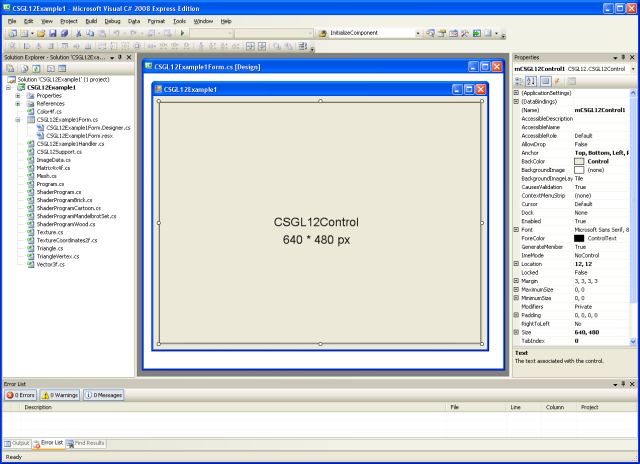 CSGL12Example1 - Microsoft Visual C# 2008 Express Edition
File Edit View Project Build Debug Data Format Tools Window Help
InitializeComponent
Solution Explorer - Solution 'CSGL12Exa...
Solution 'CSGL12Example1' (1 project)
CSGL12Example1
Properties
References
Color4f.cs
CSGL12Example1Form.cs
CSGL12Example1Form.Designer.cs
CSGL12Example1Form.resx
CSGL12Example1Handler.cs
CSGL12Support.cs
ImageData.cs
Matrix4x4F.cs
Mesh.cs
Program.cs
ShaderProgram.cs
ShaderProgramBrick.cs
ShaderProgramCartoon.cs
ShaderProgramMandelbrotSet.cs
ShaderProgramWood.cs
Texture.cs
TextureCoordinates2f.cs
Triangle.cs
TriangleVertex.cs
Vector3f.cs
CSGL12Example1Form.cs [Design]
CSGL12Example1
CSGL12Control
640 * 480 px
Properties
mCSGL12Control1 CSGL12.CSGL12Control
(ApplicationSettings)
(DataBindings)
(Name) mCSGL12Control1
AccessibleDescription
AccessibleName
AccessibleRole Default
AllowDrop False
Anchor Top, Bottom, Left, R
BackColor Control
BackgroundImage (none)
BackgroundImageLay Tile
CausesValidation True
ContextMenuStrip (none)
Cursor Default
Dock None
Enabled True
Font Microsoft Sans Serif, 8
ForeColor ControlText
GenerateMember True
ImeMode NoControl
Location 12, 12
Locked False
Margin 3, 3, 3, 3
MaximumSize 0, 0
MinimumSize 0, 0
Modifiers Private
Padding 0, 0, 0, 0
RightToLeft No
Size 640, 480
TabIndex 0
Text
The text associated with the control.
Error List
0 Errors 0 Warnings 0 Messages
Description File Line Column Project
Output Error List Find Results
Ready